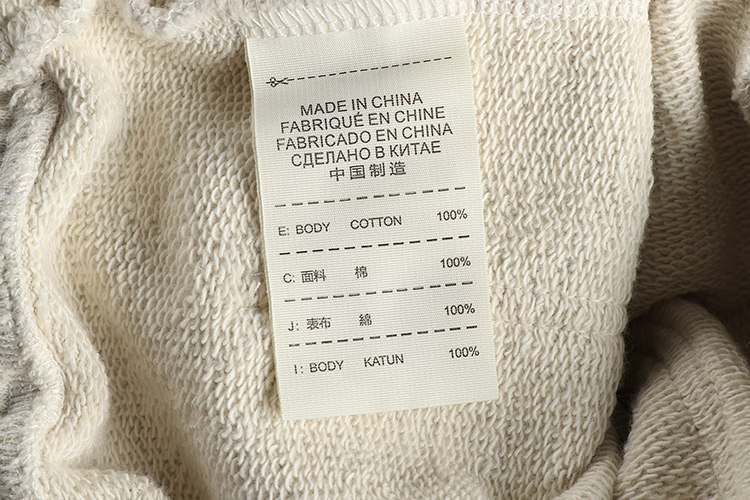 MADE IN CHINA
FABRIQUÉ EN CHINE
FABRICADO EN CHINA
СДЕЛАНО В КИТАЕ
中国制造
E: BODY COTTON 100%
C: 面料 棉 100%
J: 表布 綿 100%
I: BODY KATUN 100%